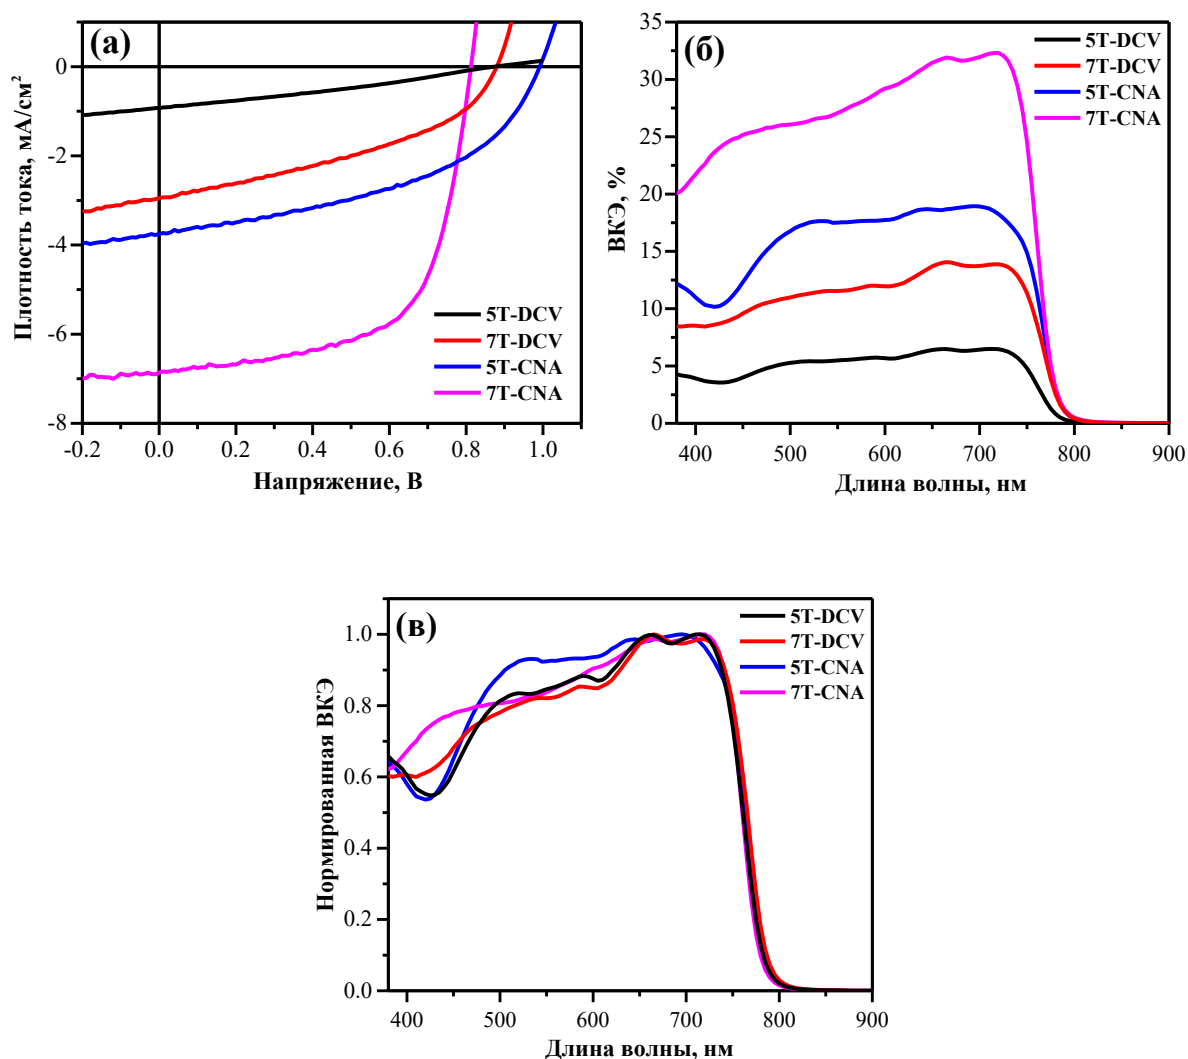 (а)
Плотность тока, мА/см²
0
-2
-4
-6
-8
-0.2
0.0
0.2
0.4
0.6
0.8
1.0
Напряжение, В
5T-DCV
7T-DCV
5T-CNA
7T-CNA
(б)
ВКЭ, %
35
30
25
20
15
10
5
0
400
500
600
700
800
900
Длина волны, нм
5T-DCV
7T-DCV
5T-CNA
7T-CNA
(в)
Нормированная ВКЭ
1.0
0.8
0.6
0.4
0.2
0.0
400
500
600
700
800
900
Длина волны, нм
5T-DCV
7T-DCV
5T-CNA
7T-CNA